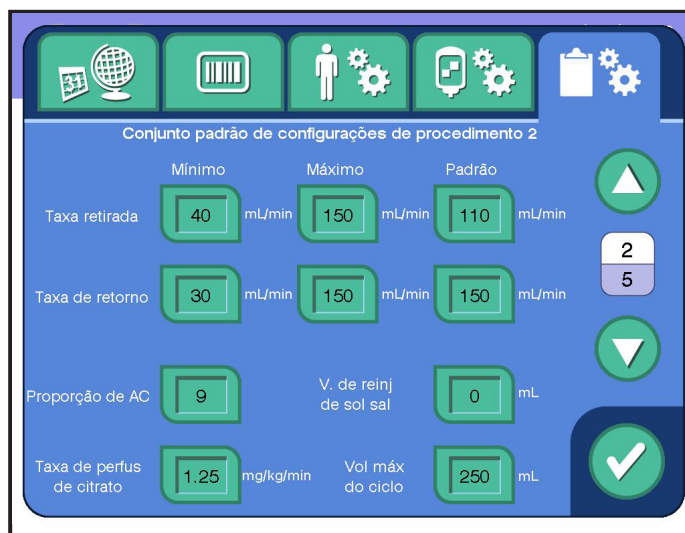 31
Conjunto padrão de configurações de procedimento 2
Mínimo Máximo Padrão
Taxa retirada 40 mL/min 150 mL/min 110 mL/min
2
5
Taxa de retorno 30 mL/min 150 mL/min 150 mL/min
Proporção de AC 9 V. de reinj de sol sal 0 mL
Taxa de perfus de citrato 1.25 mg/kg/min Vol máx do ciclo 250 mL